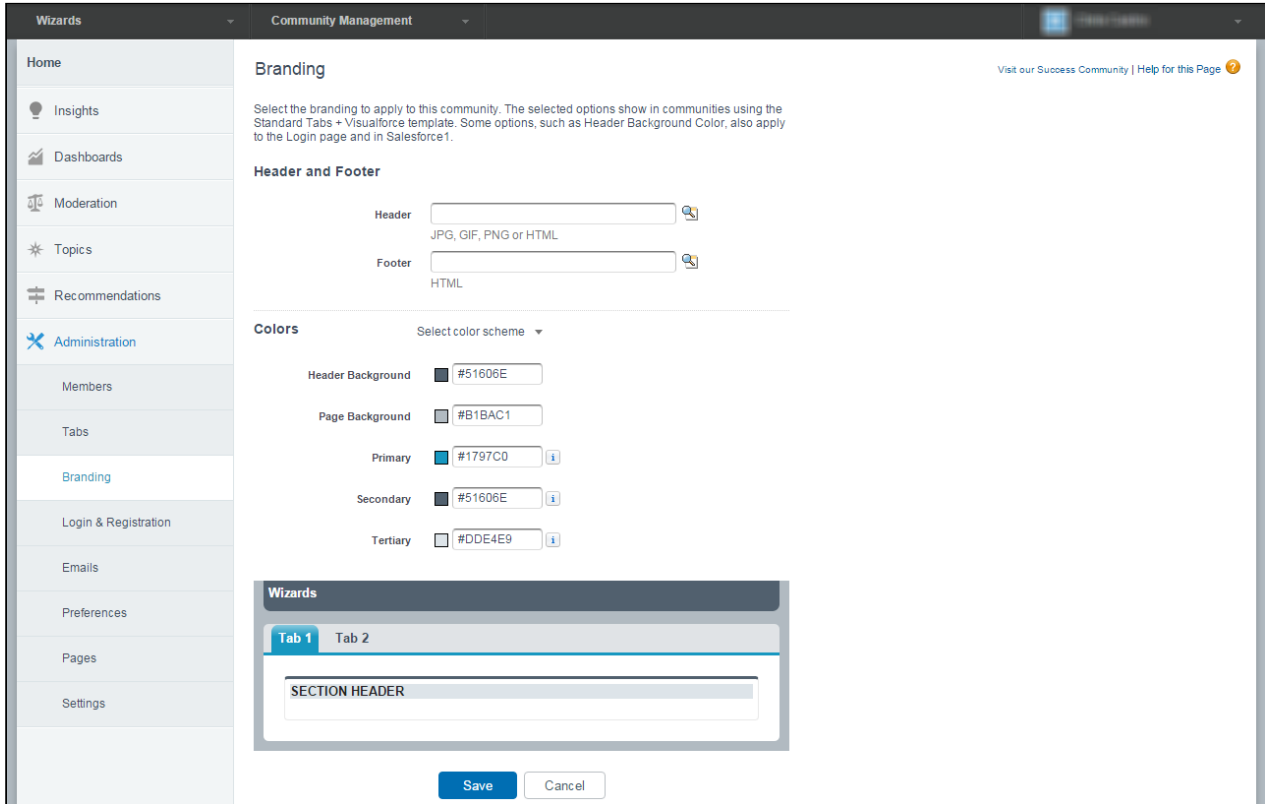 Wizards
Community Management
Home
Insights
Dashboards
Moderation
Topics
Recommendations
Administration
Members
Tabs
Branding
Login & Registration
Emails
Preferences
Pages
Settings
Branding
Visit our Success Community | Help for this Page
Select the branding to apply to this community. The selected options show in communities using the
Standard Tabs + Visualforce template. Some options, such as Header Background Color, also apply
to the Login page and in Salesforce1.
Header and Footer
Header
JPG, GIF, PNG or HTML
Footer
HTML
Colors
Select color scheme
Header Background
#51606E
Page Background
#B1BAC1
Primary
#1797C0
Secondary
#51606E
Tertiary
#DDE4E9
Wizards
Tab 1
Tab 2
SECTION HEADER
Save
Cancel